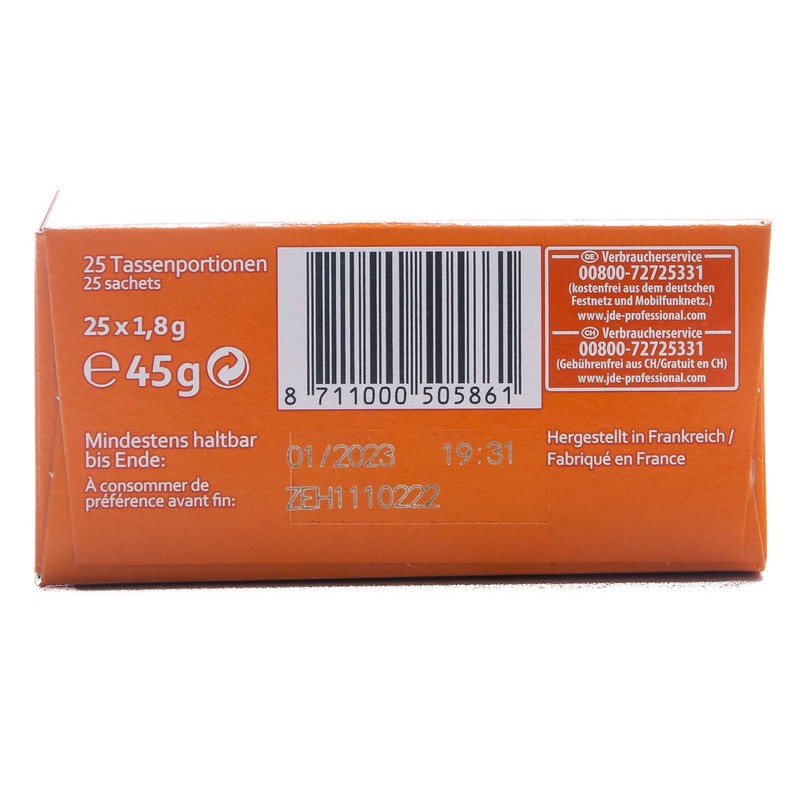 25 Tassenportionen
25 sachets
25 x 1,8 g
℮ 45g
8 711000 505861
DE Verbraucherservice
00800-72725331
(kostenfrei aus dem deutschen
Festnetz und Mobilfunknetz.)
www.jde-professional.com
CH Verbraucherservice
00800-72725331
(Gebührenfrei aus CH/Gratuit en CH)
www.jde-professional.com
Mindestens haltbar
bis Ende:
À consommer de
préférence avant fin:
01/2023 19:31
ZEH1110222
Hergestellt in Frankreich /
Fabriqué en France